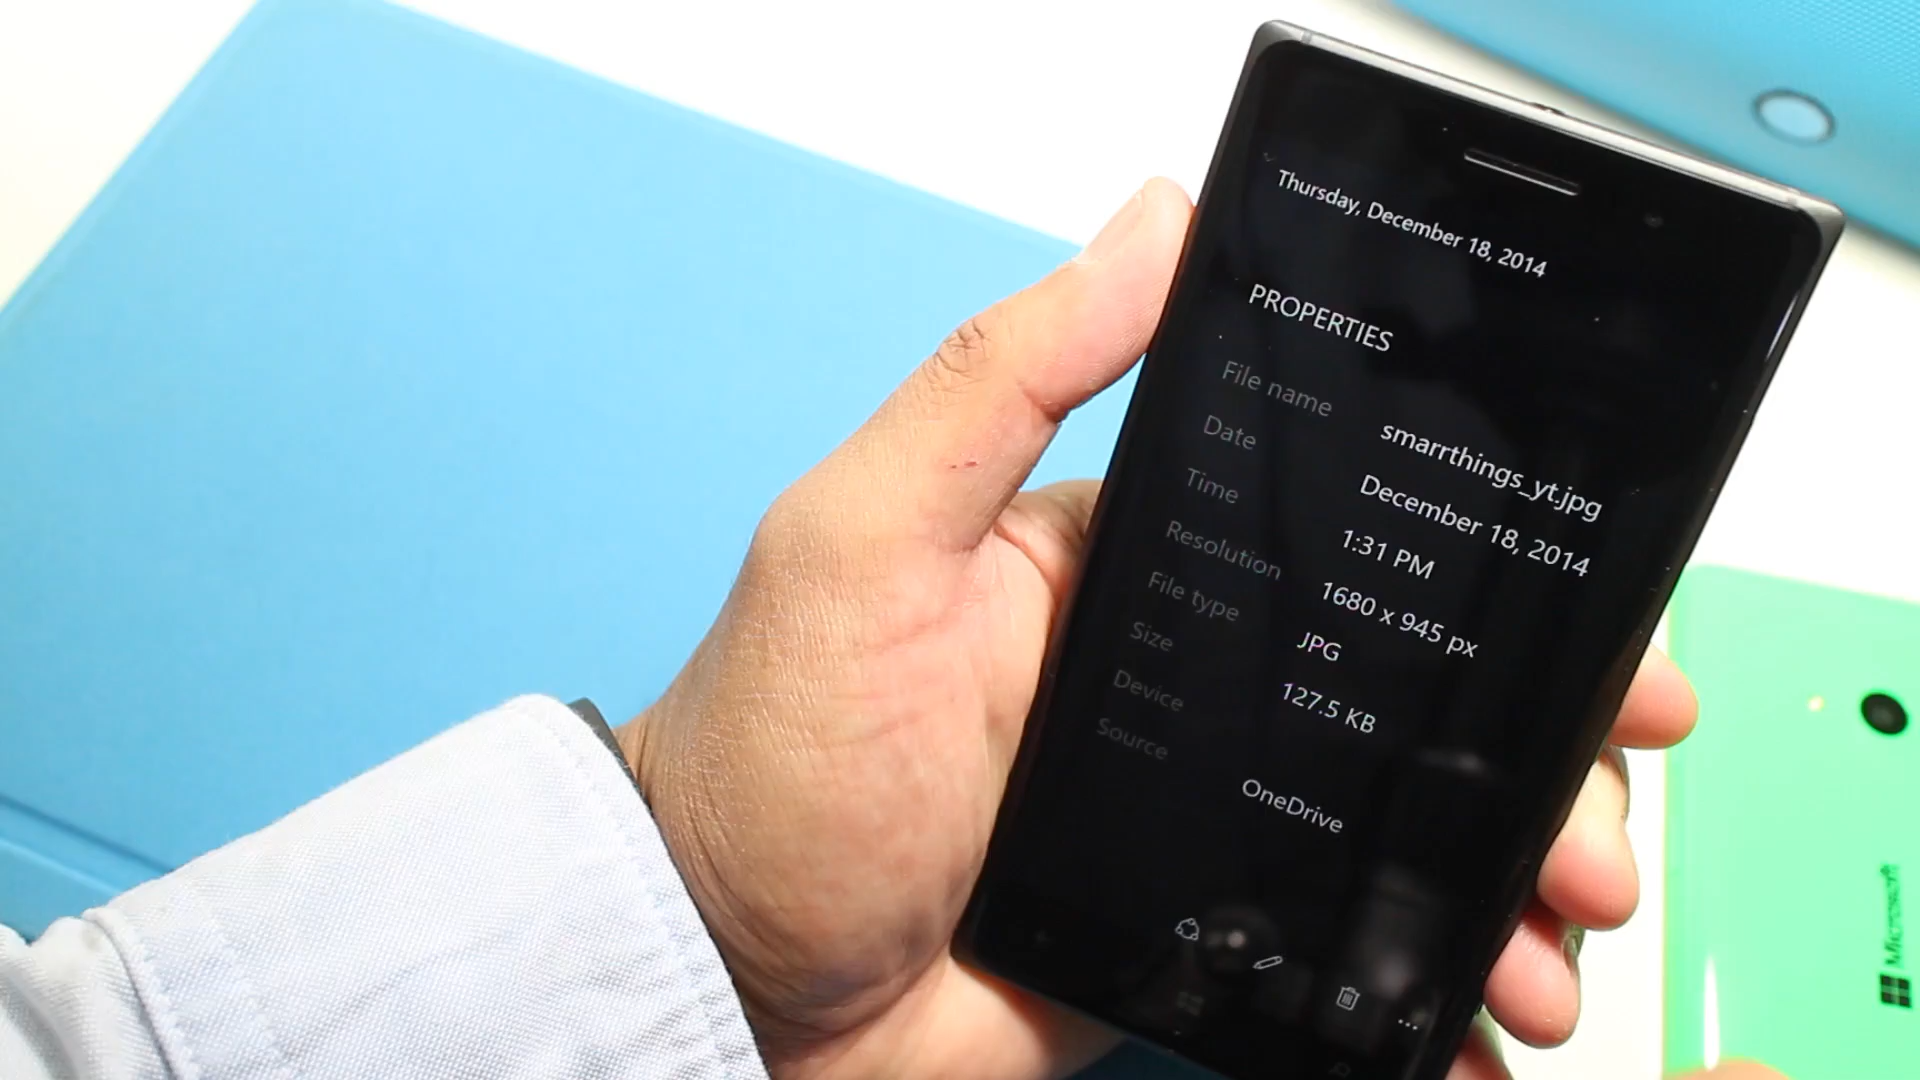 Thursday, December 18, 2014
PROPERTIES
File name
smarrthings_yt.jpg
Date
December 18, 2014
Time
1:31 PM
Resolution
1680 x 945 px
File type
JPG
Size
127.5 KB
Device
Source
OneDrive
Microsoft